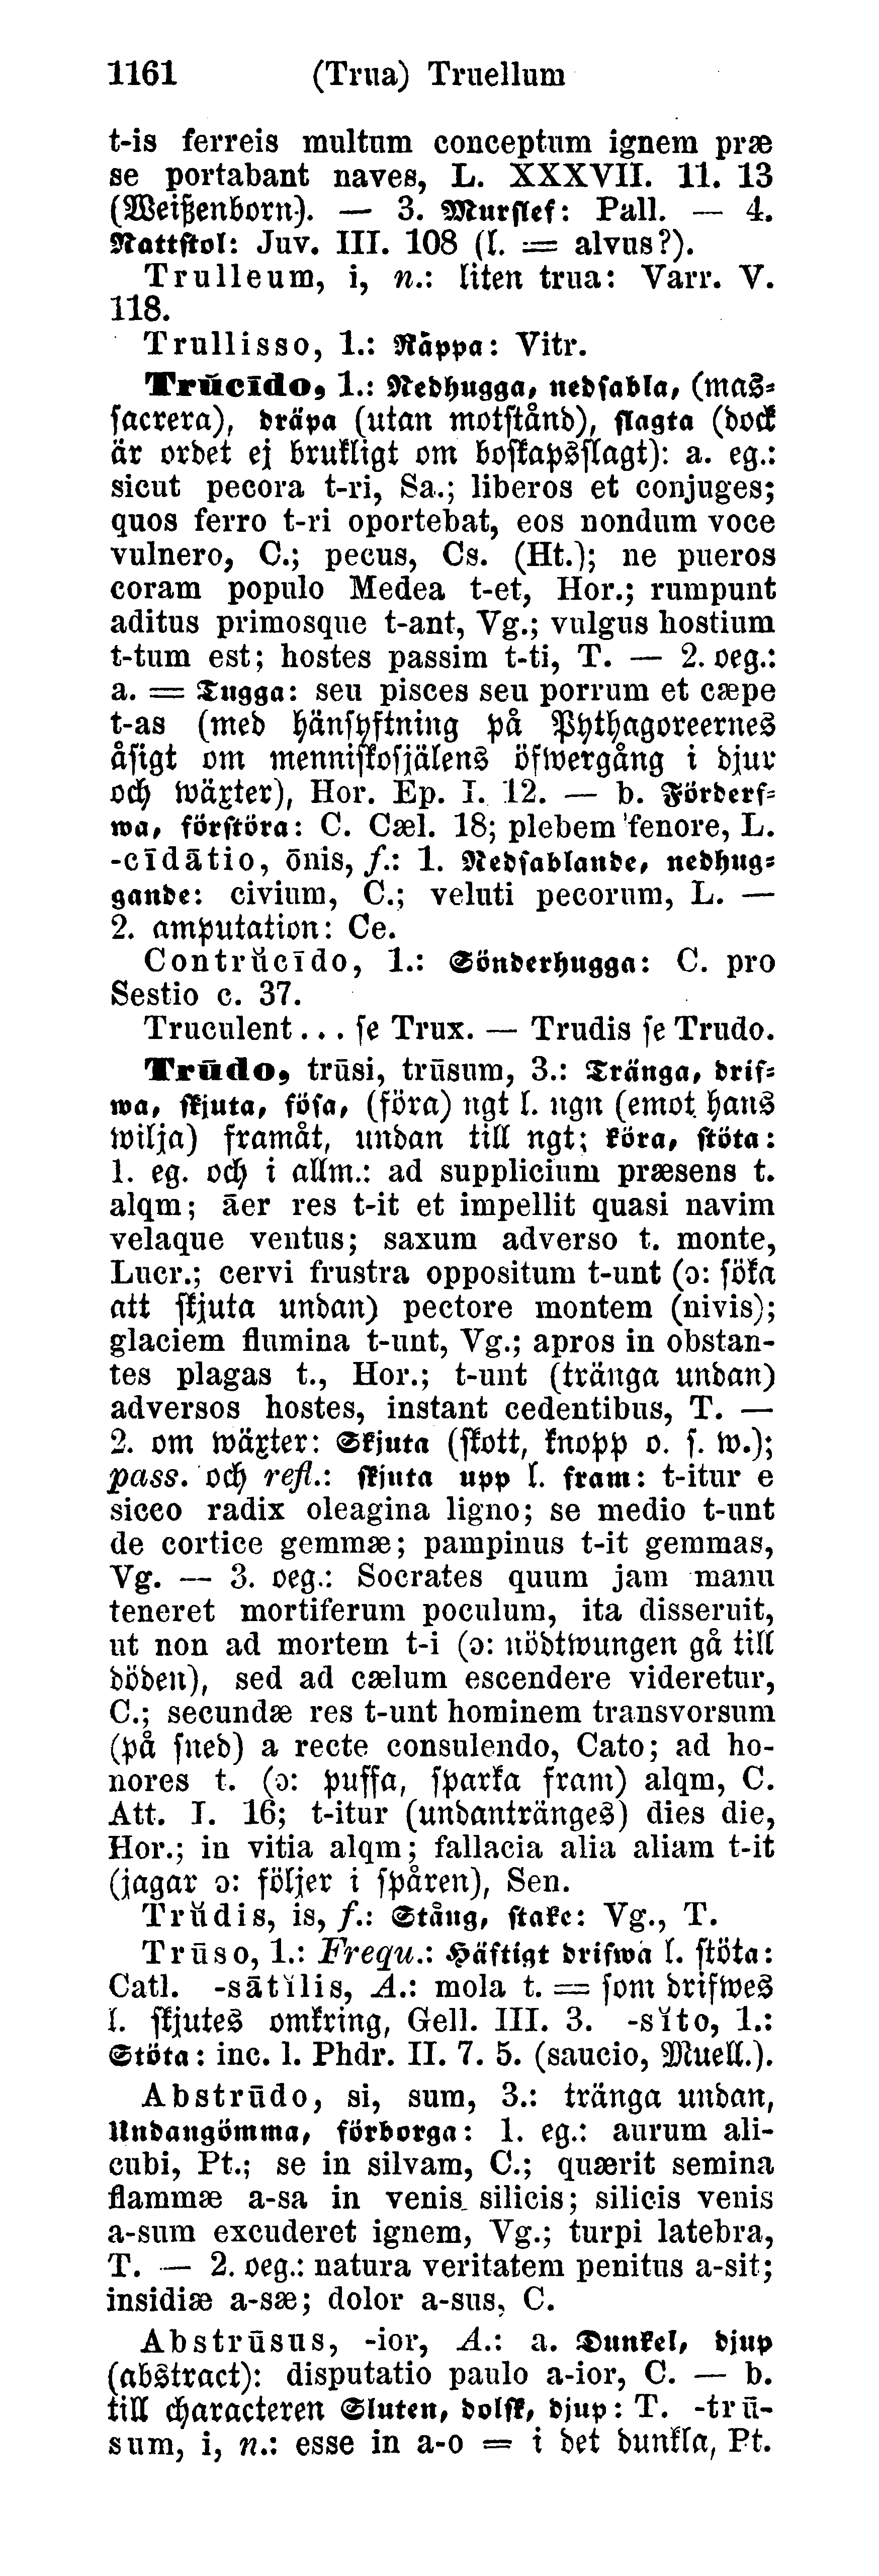 1161 (Trua) Truellum
t-is ferreis multum conceptum ignem præ
se portabant naves, L. XXXVII. 11. 13
(Weißenborn). — 3. Murslef: Pall. — 4.
Nattstol: Juv. III. 108 (l. = alvus?).
Trulleum, i, n.: liten trua: Varr. V.
118.
Trullisso, 1.: Räppa: Vitr.
Trŭcīdo, 1.: Nedhugga, nedsabla, (mas-
sacrera), dräpa (utan motstånd), slagta (dock
är ordet ej brukligt om boskapsslagt): a. eg.:
sicut pecora t-ri, Sa.; liberos et conjuges;
quos ferro t-ri oportebat, eos nondum voce
vulnero, C.; pecus, Cs. (Ht.); ne pueros
coram populo Medea t-et, Hor.; rumpunt
aditus primosque t-ant, Vg.; vulgus hostium
t-tum est; hostes passim t-ti, T. — 2. oeg.:
a. = Tugga: seu pisces seu porrum et cæpe
t-as (med hänsyftning på Pythagoreernes
åsigt om menniskosjälens öfwergång i djur
och wäxter), Hor. Ep. I. 12. — b. Förderf-
wa, förstöra: C. Cæl. 18; plebem fenore, L.
-cīdātio, ōnis, f.: 1. Nedsablande, nedhug-
gande: civium, C.; veluti pecorum, L. —
2. amputation: Ce.
Contrŭcīdo, 1.: Sönderhugga: C. pro
Sestio c. 37.
Truculent... se Trux. — Trudis se Trudo.
Trūdo, trūsi, trūsum, 3.: Tränga, drif-
wa, skjuta, fösa, (föra) ngt l. ngn (emot hans
wilja) framåt, undan till ngt; köra, stöta:
1. eg. och i allm.: ad supplicium præsens t.
alqm; āer res t-it et impellit quasi navim
velaque ventus; saxum adverso t. monte,
Lucr.; cervi frustra oppositum t-unt (ɔ: söka
att skjuta undan) pectore montem (nivis);
glaciem flumina t-unt, Vg.; apros in obstan-
tes plagas t., Hor.; t-unt (tränga undan)
adversos hostes, instant cedentibus, T. —
2. om wäxter: Skjuta (skott, knopp o. s. w.);
pass. och refl.: skjuta upp l. fram: t-itur e
sicco radix oleagina ligno; se medio t-unt
de cortice gemmæ; pampinus t-it gemmas,
Vg. — 3. oeg.: Socrates quum jam manu
teneret mortiferum poculum, ita disseruit,
ut non ad mortem t-i (ɔ: nödtwungen gå till
döden), sed ad cælum escendere videretur,
C.; secundæ res t-unt hominem transvorsum
(på sned) a recte consulendo, Cato; ad ho-
nores t. (ɔ: puffa, sparka fram) alqm, C.
Att. I. 16; t-itur (undantränges) dies die,
Hor.; in vitia alqm; fallacia alia aliam t-it
(jagar ɔ: följer i spåren), Sen.
Trŭdis, is, f.: Stång, stake: Vg., T.
Trūso, 1.: Frequ.: Häftigt drifwa l. stöta:
Catl. -sātĭlis, A.: mola t. = som drifwes
l. skjutes omkring, Gell. III. 3. -sĭto, 1.:
Stöta: inc. l. Phdr. II. 7. 5. (saucio, Muell.).
Abstrūdo, si, sum, 3.: tränga undan,
Undangömma, förborga: 1. eg.: aurum ali-
cubi, Pt.; se in silvam, C.; quærit semina
flammæ a-sa in venis silicis; silicis venis
a-sum excuderet ignem, Vg.; turpi latebra,
T. — 2. oeg.: natura veritatem penitus a-sit;
insidiæ a-sæ; dolor a-sus, C.
Abstrūsus, -ior, A.: a. Dunkel, djup
(abstract): disputatio paulo a-ior, C. — b.
till characteren Sluten, dolsk, djup: T. -trū-
sum, i, n.: esse in a-o = i det dunkla, Pt.